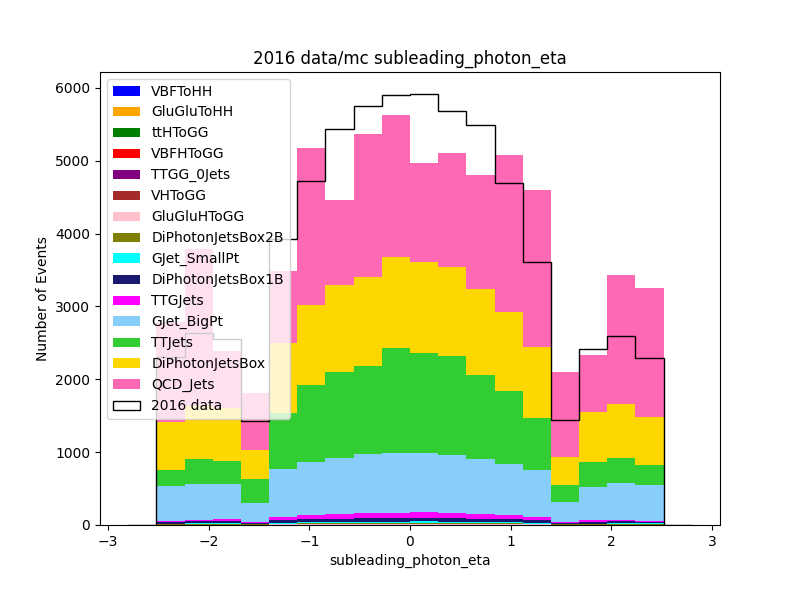 2016 data/mc subleading_photon_eta
6000
5000
4000
3000
2000
1000
0
Number of Events
VBFToHH
GluGluToHH
ttHToGG
VBFHToGG
TTGG_0Jets
VHToGG
GluGluHToGG
DiPhotonJetsBox2B
GJet_SmallPt
DiPhotonJetsBox1B
TTGJets
GJet_BigPt
TTJets
DiPhotonJetsBox
QCD_Jets
2016 data
−3 −2 −1 0 1 2 3
subleading_photon_eta